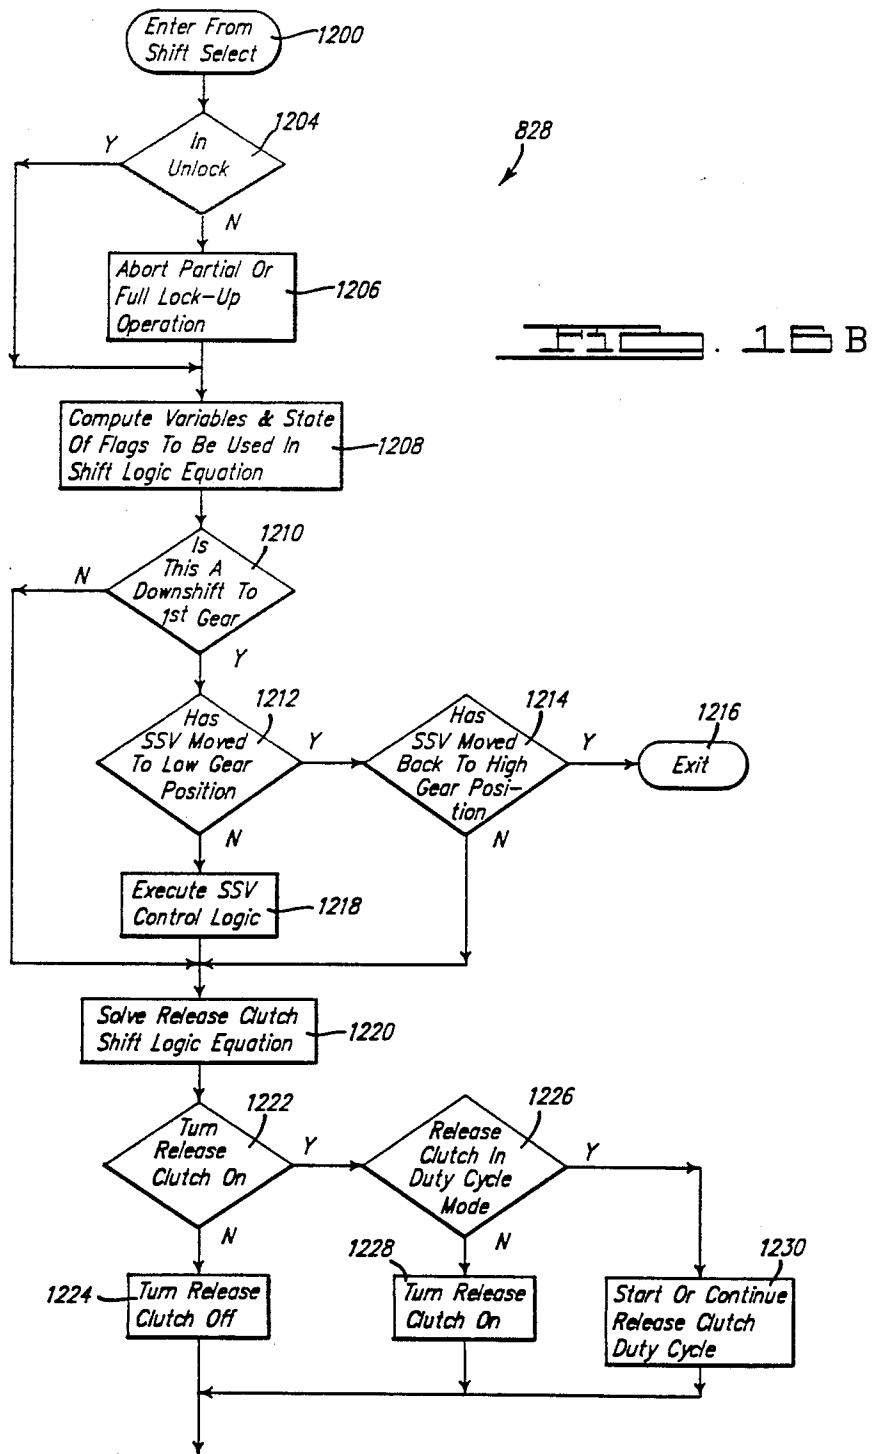 Enter From
Shift Select
1200
1204
In
Unlock
Y
N
828
Abort Partial Or
Full Lock-Up
Operation
1206
B
Compute Variables & State
Of Flags To Be Used In
Shift Logic Equation
1208
1210
Is
This A
Downshift To
1st Gear
N
Y
1212
Has
SSV Moved
To Low Gear
Position
Y
N
1214
Has
SSV Moved
Back To High
Gear Posi-
tion
Y
N
1216
Exit
Execute SSV
Control Logic
1218
Solve Release Clutch
Shift Logic Equation
1220
1222
Turn
Release
Clutch On
Y
N
1226
Release
Clutch In
Duty Cycle
Mode
Y
N
1224
Turn Release
Clutch Off
1228
Turn Release
Clutch On
1230
Start Or Continue
Release Clutch
Duty Cycle